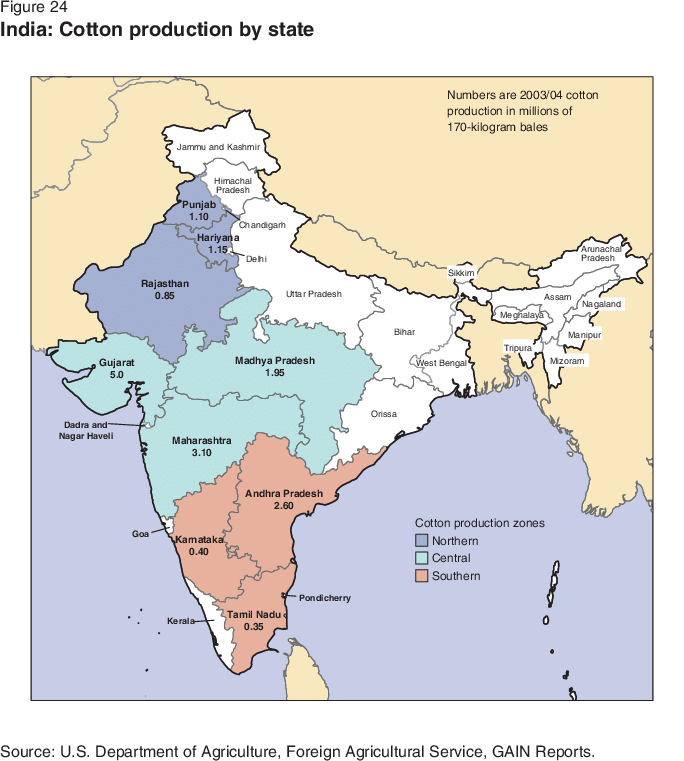 Figure 24
India: Cotton production by state
Numbers are 2003/04 cotton
production in millions of
170-kilogram bales
Jammu and Kashmir
Himachal
Pradesh
Punjab
1.10
Chandigarh
Haryana
1.15
Delhi
Rajasthan
0.85
Uttar Pradesh
Sikkim
Arunachal
Pradesh
Assam
Nagaland
Meghalaya
Manipur
Bihar
Tripura
Mizoram
West Bengal
Gujarat
5.0
Madhya Pradesh
1.95
Orissa
Dadra and
Nagar Haveli
Maharashtra
3.10
Andhra Pradesh
2.60
Goa
Karnataka
0.40
Cotton production zones
Northern
Central
Southern
Pondicherry
Kerala
Tamil Nadu
0.35
Source: U.S. Department of Agriculture, Foreign Agricultural Service, GAIN Reports.